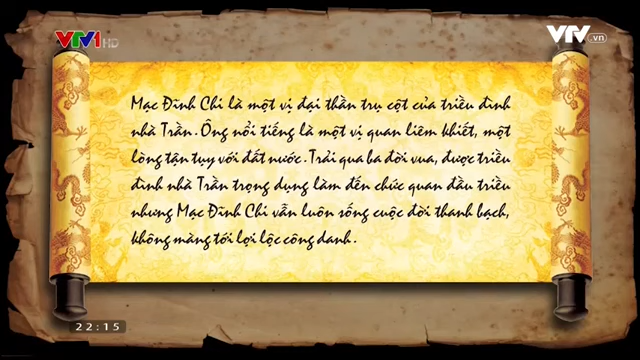 VTV1 HD
VTV.vn
Mạc Đĩnh Chi là một vị đại thần trụ cột của triều đình
nhà Trần. Ông nổi tiếng là một vị quan liêm khiết, một
lòng tận tụy với đất nước. Trải qua ba đời vua, được triều
đình nhà Trần trọng dụng làm đến chức quan đầu triều
nhưng Mạc Đĩnh Chi vẫn luôn sống cuộc đời thanh bạch,
không màng tới lợi lộc công danh.
22:15